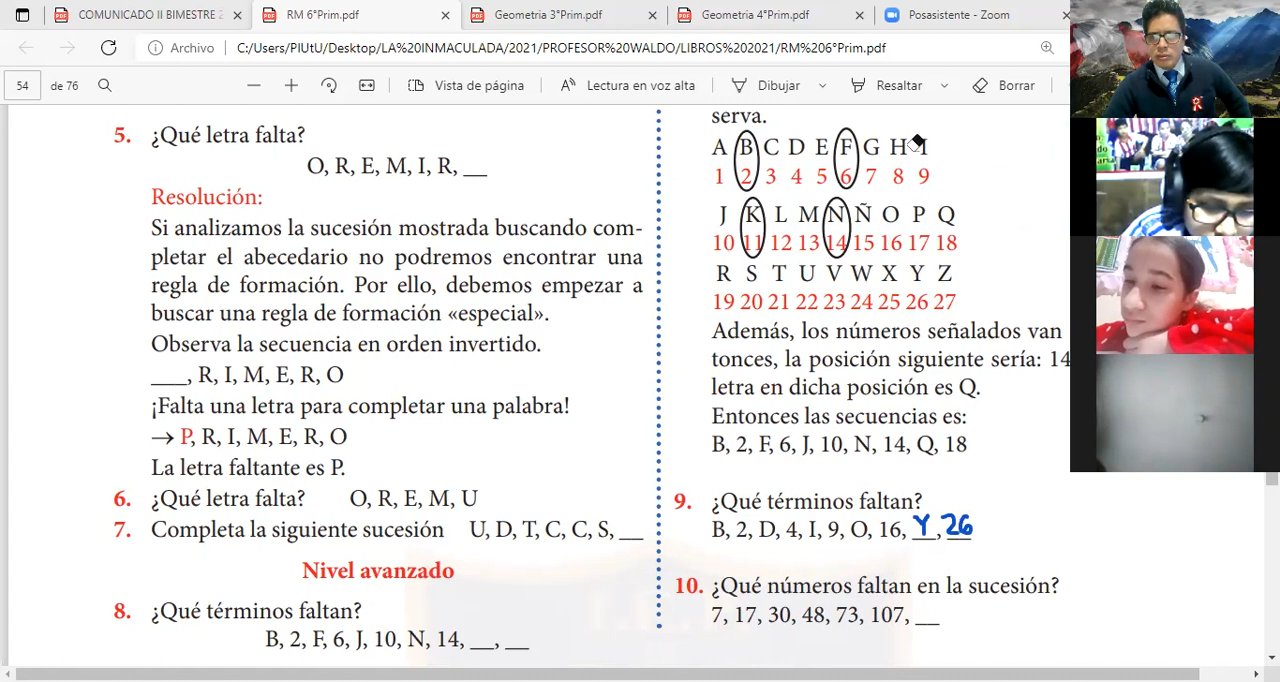 COMUNICADO II BIMESTRE 2
RM 6°Prim.pdf
Geometria 3°Prim.pdf
Geometria 4°Prim.pdf
Posasistente - Zoom
Archivo
C:/Users/PIUtU/Desktop/LA%20INMACULADA/2021/PROFESOR%20WALDO/LIBROS%202021/RM%206°Prim.pdf
54 de 76
Vista de página
Lectura en voz alta
Dibujar
Resaltar
Borrar
5. ¿Qué letra falta?
O, R, E, M, I, R, __
Resolución:
Si analizamos la sucesión mostrada buscando com-
pletar el abecedario no podremos encontrar una
regla de formación. Por ello, debemos empezar a
buscar una regla de formación «especial».
Observa la secuencia en orden invertido.
___, R, I, M, E, R, O
¡Falta una letra para completar una palabra!
→ P, R, I, M, E, R, O
La letra faltante es P.
6. ¿Qué letra falta? O, R, E, M, U
7. Completa la siguiente sucesión U, D, T, C, C, S, __
Nivel avanzado
8. ¿Qué términos faltan?
B, 2, F, 6, J, 10, N, 14, __, __
serva.
A B C D E F G H I
1 2 3 4 5 6 7 8 9
J K L M N Ñ O P Q
10 11 12 13 14 15 16 17 18
R S T U V W X Y Z
19 20 21 22 23 24 25 26 27
Además, los números señalados van
tonces, la posición siguiente sería: 14
letra en dicha posición es Q.
Entonces las secuencias es:
B, 2, F, 6, J, 10, N, 14, Q, 18
9. ¿Qué términos faltan?
B, 2, D, 4, I, 9, O, 16, Y, 26
10. ¿Qué números faltan en la sucesión?
7, 17, 30, 48, 73, 107, __